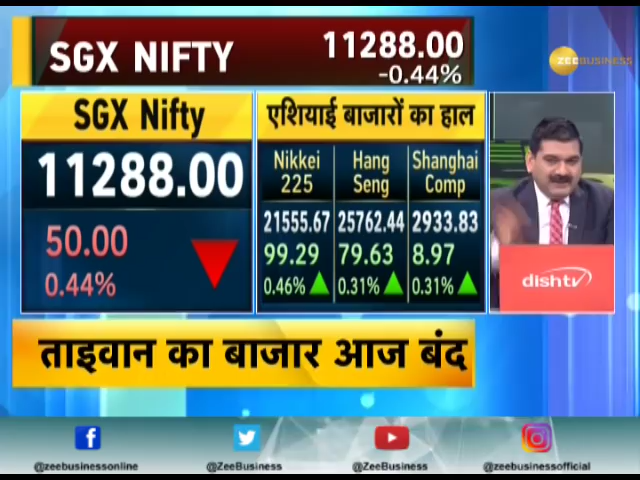 SGX NIFTY
11288.00
-0.44%
ZEE BUSINESS
SGX Nifty
11288.00
50.00
0.44%
एशियाई बाजारों का हाल
Nikkei 225
21555.67
99.29
0.46%
Hang Seng
25762.44
79.63
0.31%
Shanghai Comp
2933.83
8.97
0.31%
dishtv
ताइवान का बाजार आज बंद
@zeebusinessonline
@ZeeBusiness
@ZeeBusiness
@zeebusinessofficial